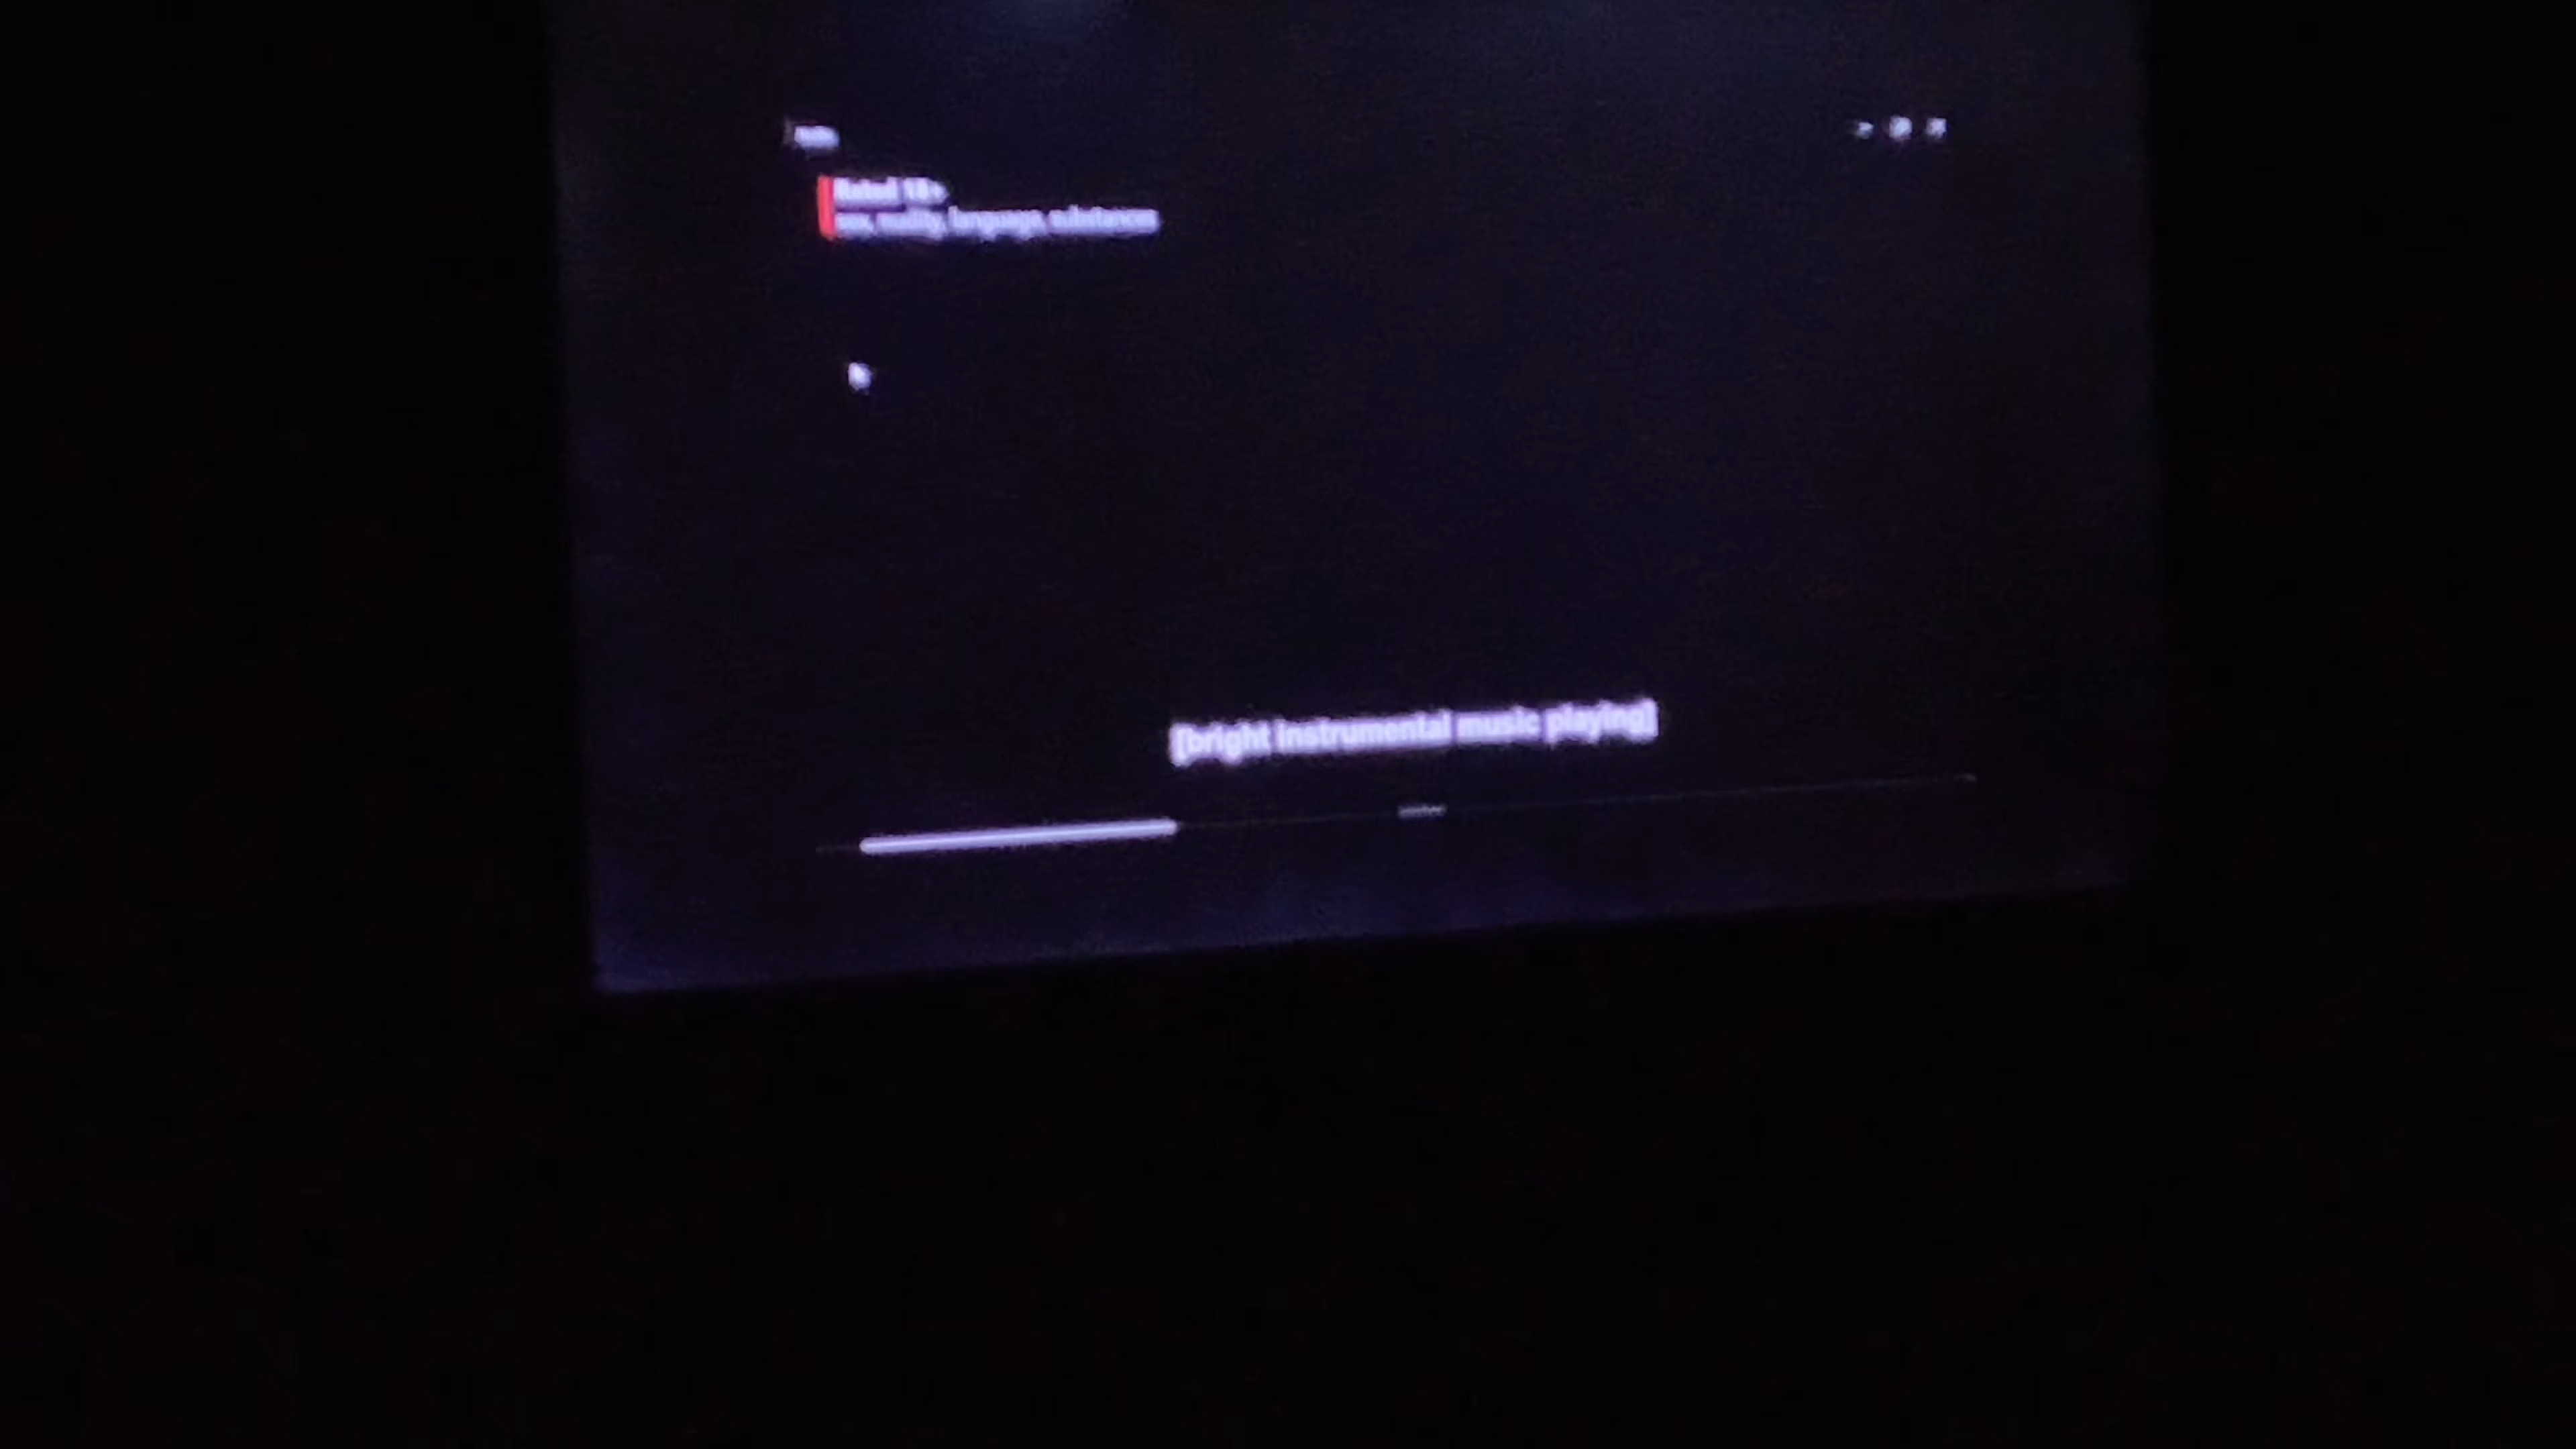 Rated 18+
sex, nudity, language, substances
[bright instrumental music playing]